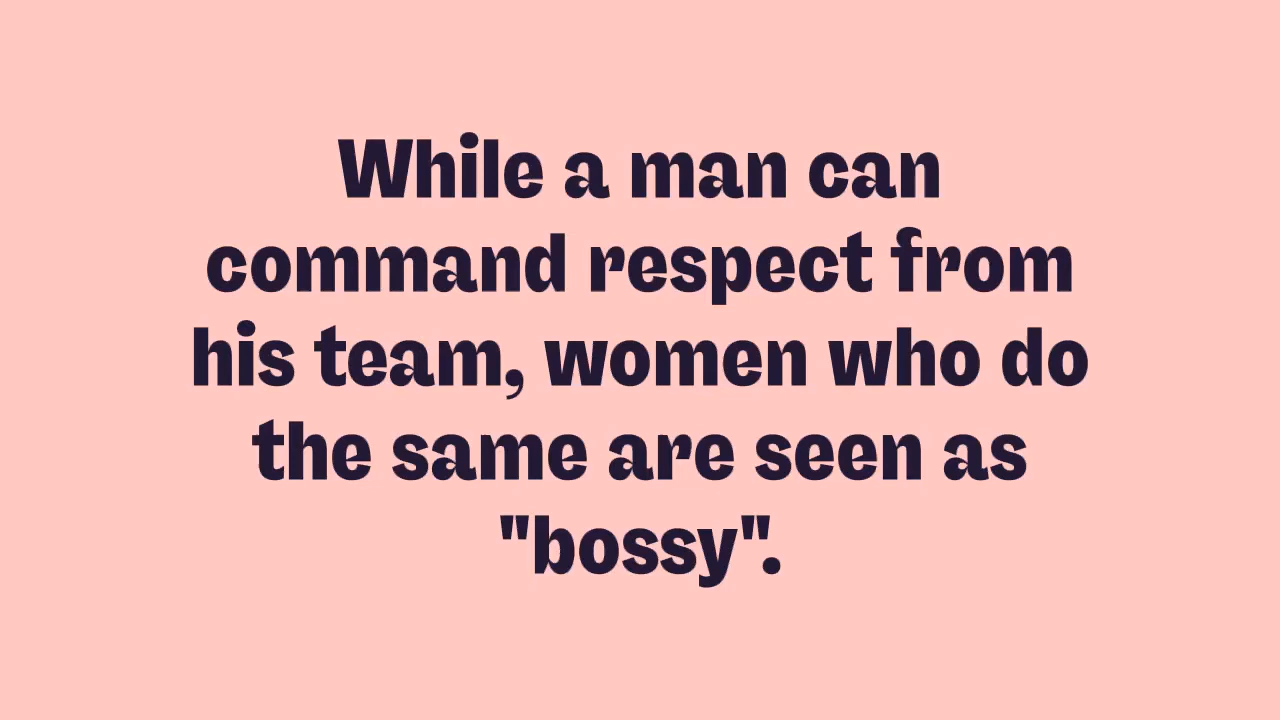 While a man can
command respect from
his team, women who do
the same are seen as
"bossy".